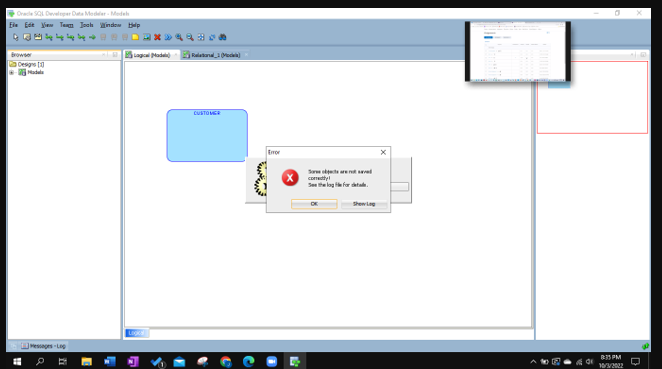 Oracle SQL Developer Data Modeler - Models
File Edit View Team Tools Window Help
Browser
Logical (Models)
Relational_1 (Models)
Designs [1]
Models
CUSTOMER
Error
Some objects are not saved
correctly!
See the log file for details.
OK
Show Log
Logical
Messages - Log
8:35 PM
10/3/2022